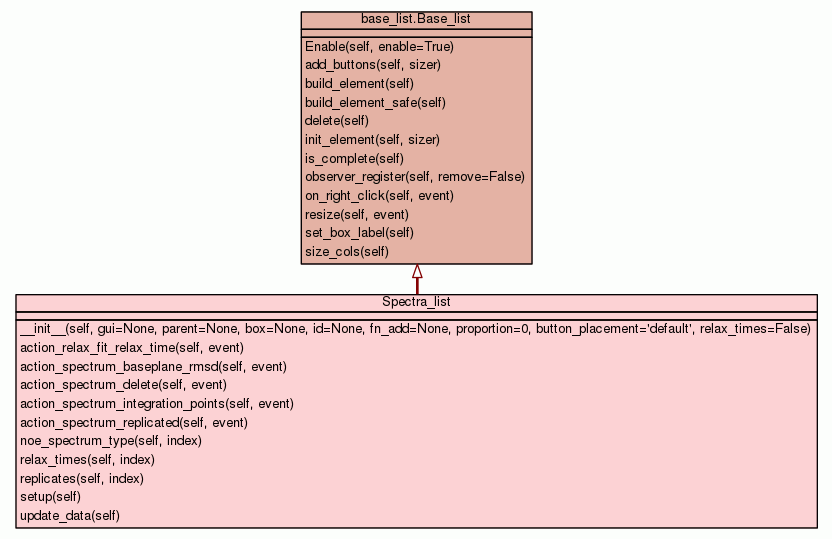 base_list.Base_list
Enable(self, enable=True)
add_buttons(self, sizer)
build_element(self)
build_element_safe(self)
delete(self)
init_element(self, sizer)
is_complete(self)
observer_register(self, remove=False)
on_right_click(self, event)
resize(self, event)
set_box_label(self)
size_cols(self)
Spectra_list
__init__(self, gui=None, parent=None, box=None, id=None, fn_add=None, proportion=0, button_placement='default', relax_times=False)
action_relax_fit_relax_time(self, event)
action_spectrum_baseplane_rmsd(self, event)
action_spectrum_delete(self, event)
action_spectrum_integration_points(self, event)
action_spectrum_replicated(self, event)
noe_spectrum_type(self, index)
relax_times(self, index)
replicates(self, index)
setup(self)
update_data(self)